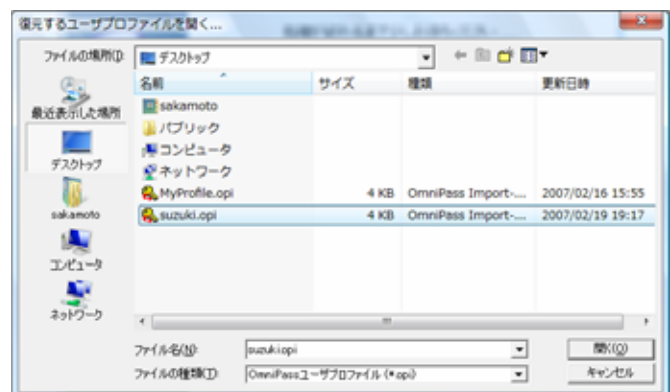 復元するユーザプロファイルを開く...
ファイルの場所(I):
デスクトップ
名前 サイズ 種類 更新日時
最近表示した場所
デスクトップ
sakamoto
コンピュータ
ネットワーク
sakamoto
パブリック
コンピュータ
ネットワーク
MyProfile.opi 4 KB OmniPass Import-... 2007/02/16 15:55
suzuki.opi 4 KB OmniPass Import-... 2007/02/19 19:17
ファイル名(N): suzuki.opi 開く(O)
ファイルの種類(T): OmniPassユーザプロファイル (*.opi) キャンセル